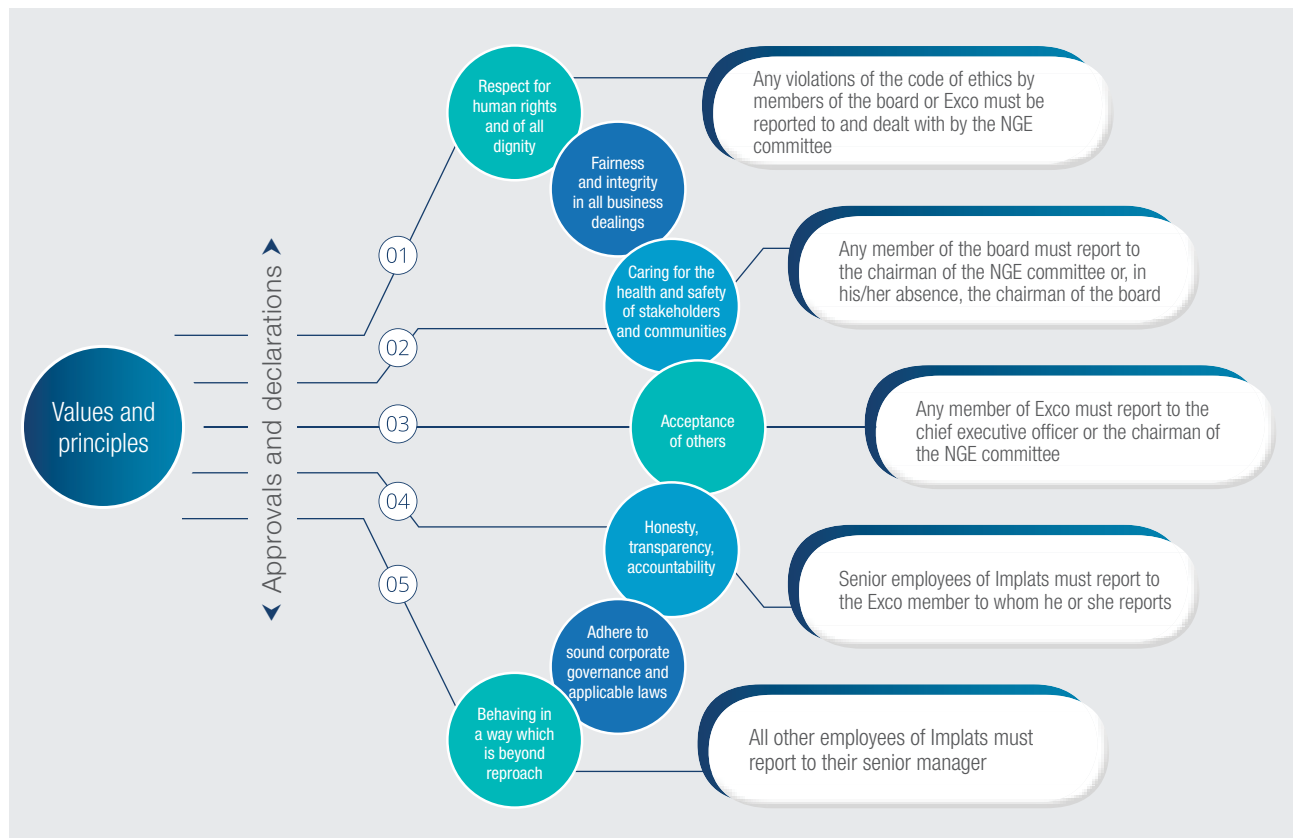 Values and
principles
Approvals and declarations
01
02
03
04
05
Respect for
human rights
and of all
dignity
Fairness
and integrity
in all business
dealings
Caring for the
health and safety
of stakeholders
and communities
Acceptance
of others
Honesty,
transparency,
accountability
Adhere to
sound corporate
governance and
applicable laws
Behaving in
a way which
is beyond
reproach
Any violations of the code of ethics by
members of the board or Exco must be
reported to and dealt with by the NGE
committee
Any member of the board must report to
the chairman of the NGE committee or, in
his/her absence, the chairman of the board
Any member of Exco must report to the
chief executive officer or the chairman of
the NGE committee
Senior employees of Implats must report to
the Exco member to whom he or she reports
All other employees of Implats must
report to their senior manager